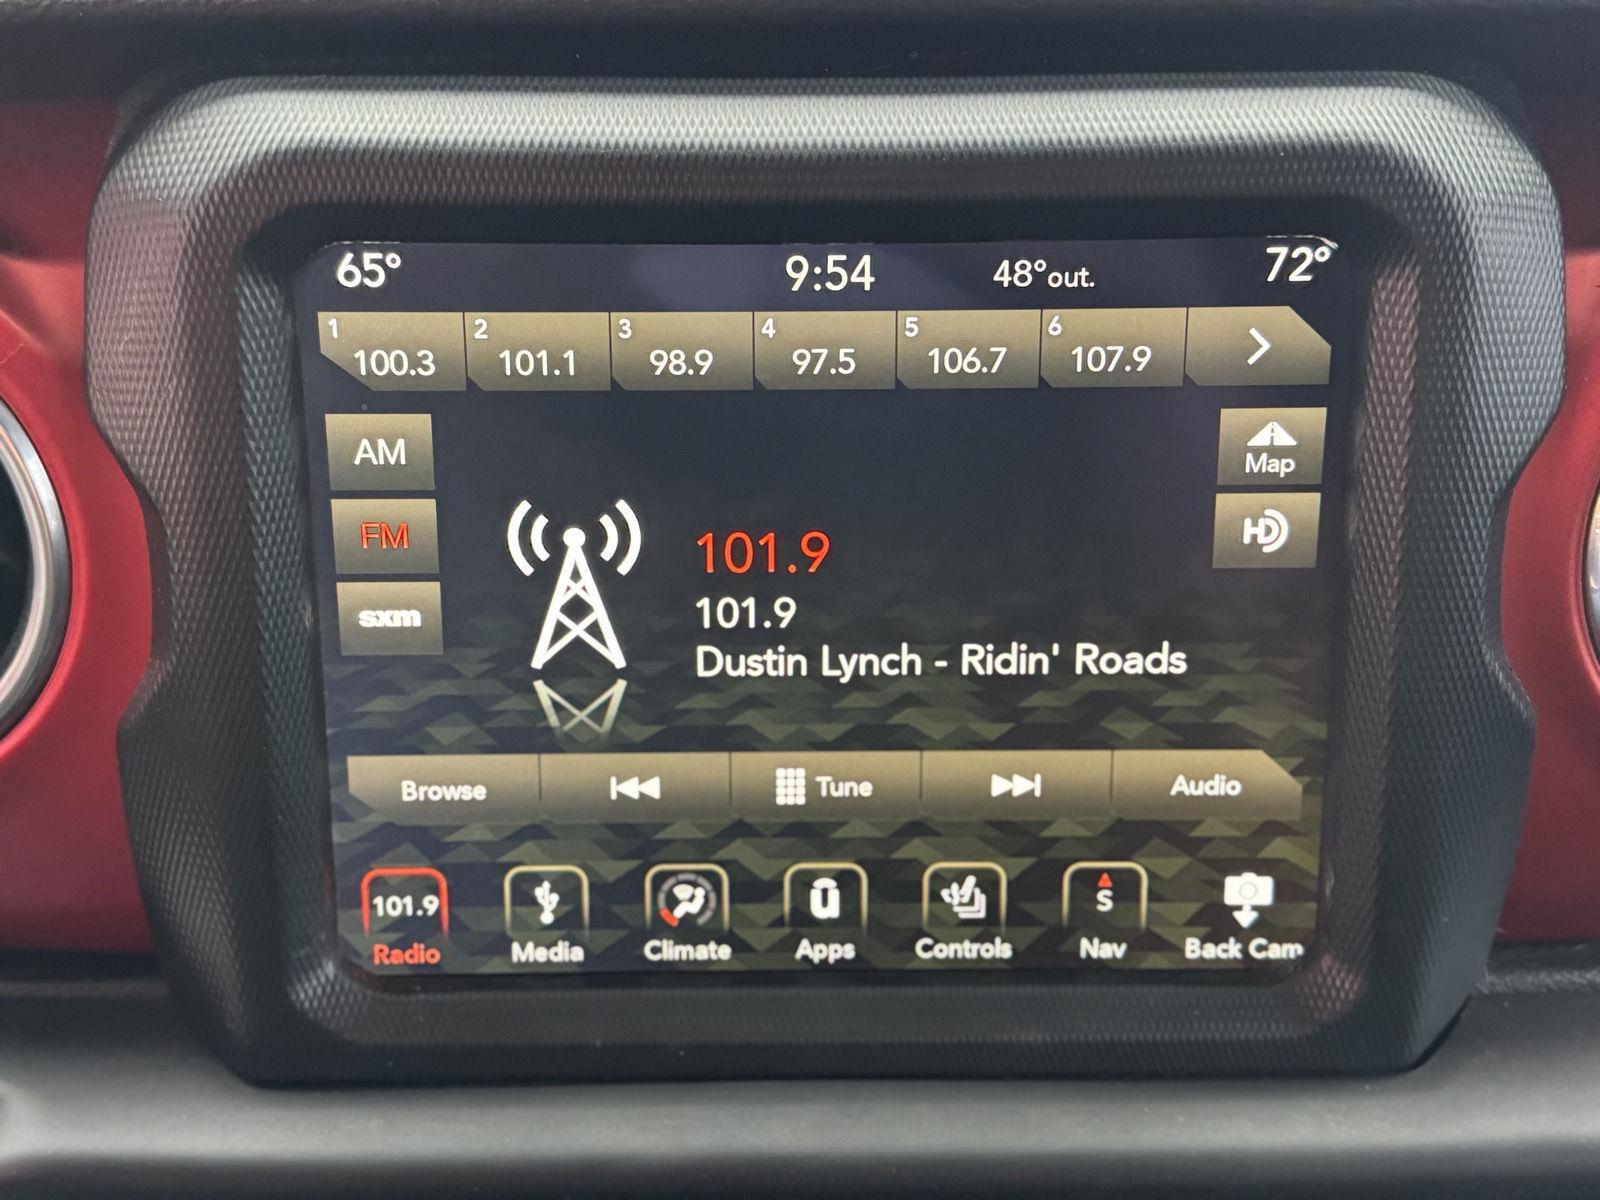 65° 9:54 48°out. 72°
1 2 3 4 5 6
100.3 101.1 98.9 97.5 106.7 107.9
AM
Map
FM
HD
101.9
sxm
101.9
Dustin Lynch - Ridin' Roads
Browse Tune Audio
101.9 S
Radio Media Climate Apps Controls Nav Back Cam